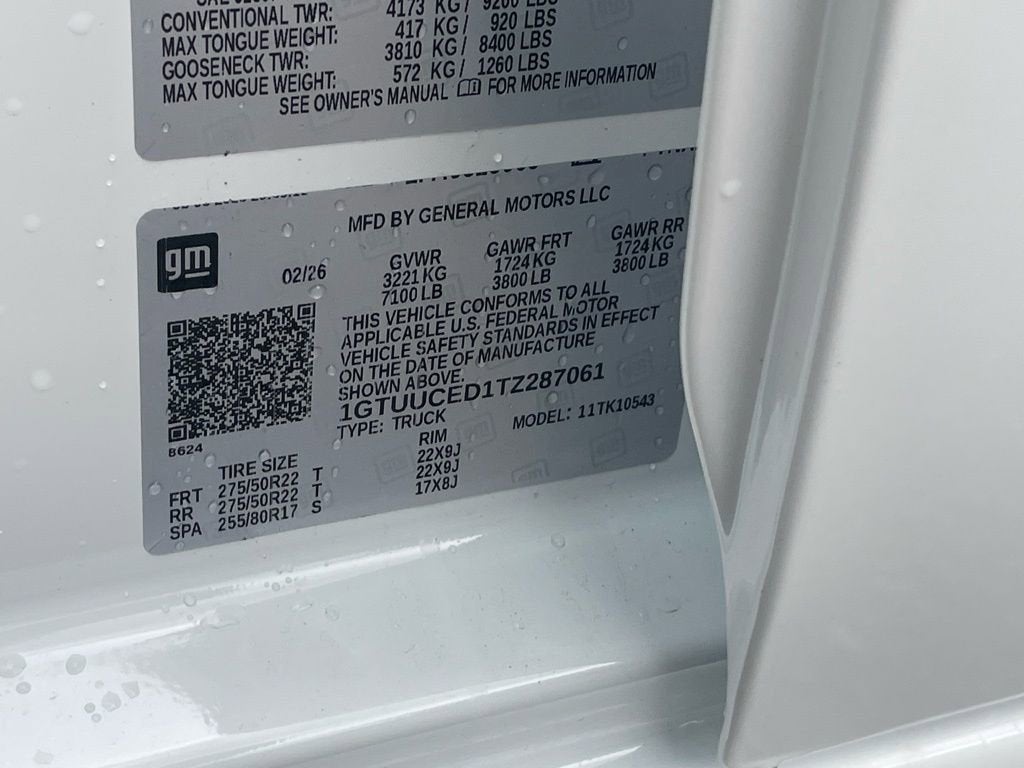 CONVENTIONAL TWR: 4173 KG / 9200 LBS
MAX TONGUE WEIGHT: 417 KG / 920 LBS
GOOSENECK TWR: 3810 KG / 8400 LBS
MAX TONGUE WEIGHT: 572 KG / 1260 LBS
SEE OWNER'S MANUAL FOR MORE INFORMATION
MFD BY GENERAL MOTORS LLC
gm
02/26
GVWR GAWR FRT GAWR RR
3221 KG 1724 KG 1724 KG
7100 LB 3800 LB 3800 LB
THIS VEHICLE CONFORMS TO ALL
APPLICABLE U.S. FEDERAL MOTOR
VEHICLE SAFETY STANDARDS IN EFFECT
ON THE DATE OF MANUFACTURE
SHOWN ABOVE.
1GTUUCED1TZ287061
TYPE: TRUCK MODEL: 11TK10543
B624
TIRE SIZE RIM
FRT 275/50R22 T 22X9J
RR 275/50R22 T 22X9J
SPA 255/80R17 S 17X8J